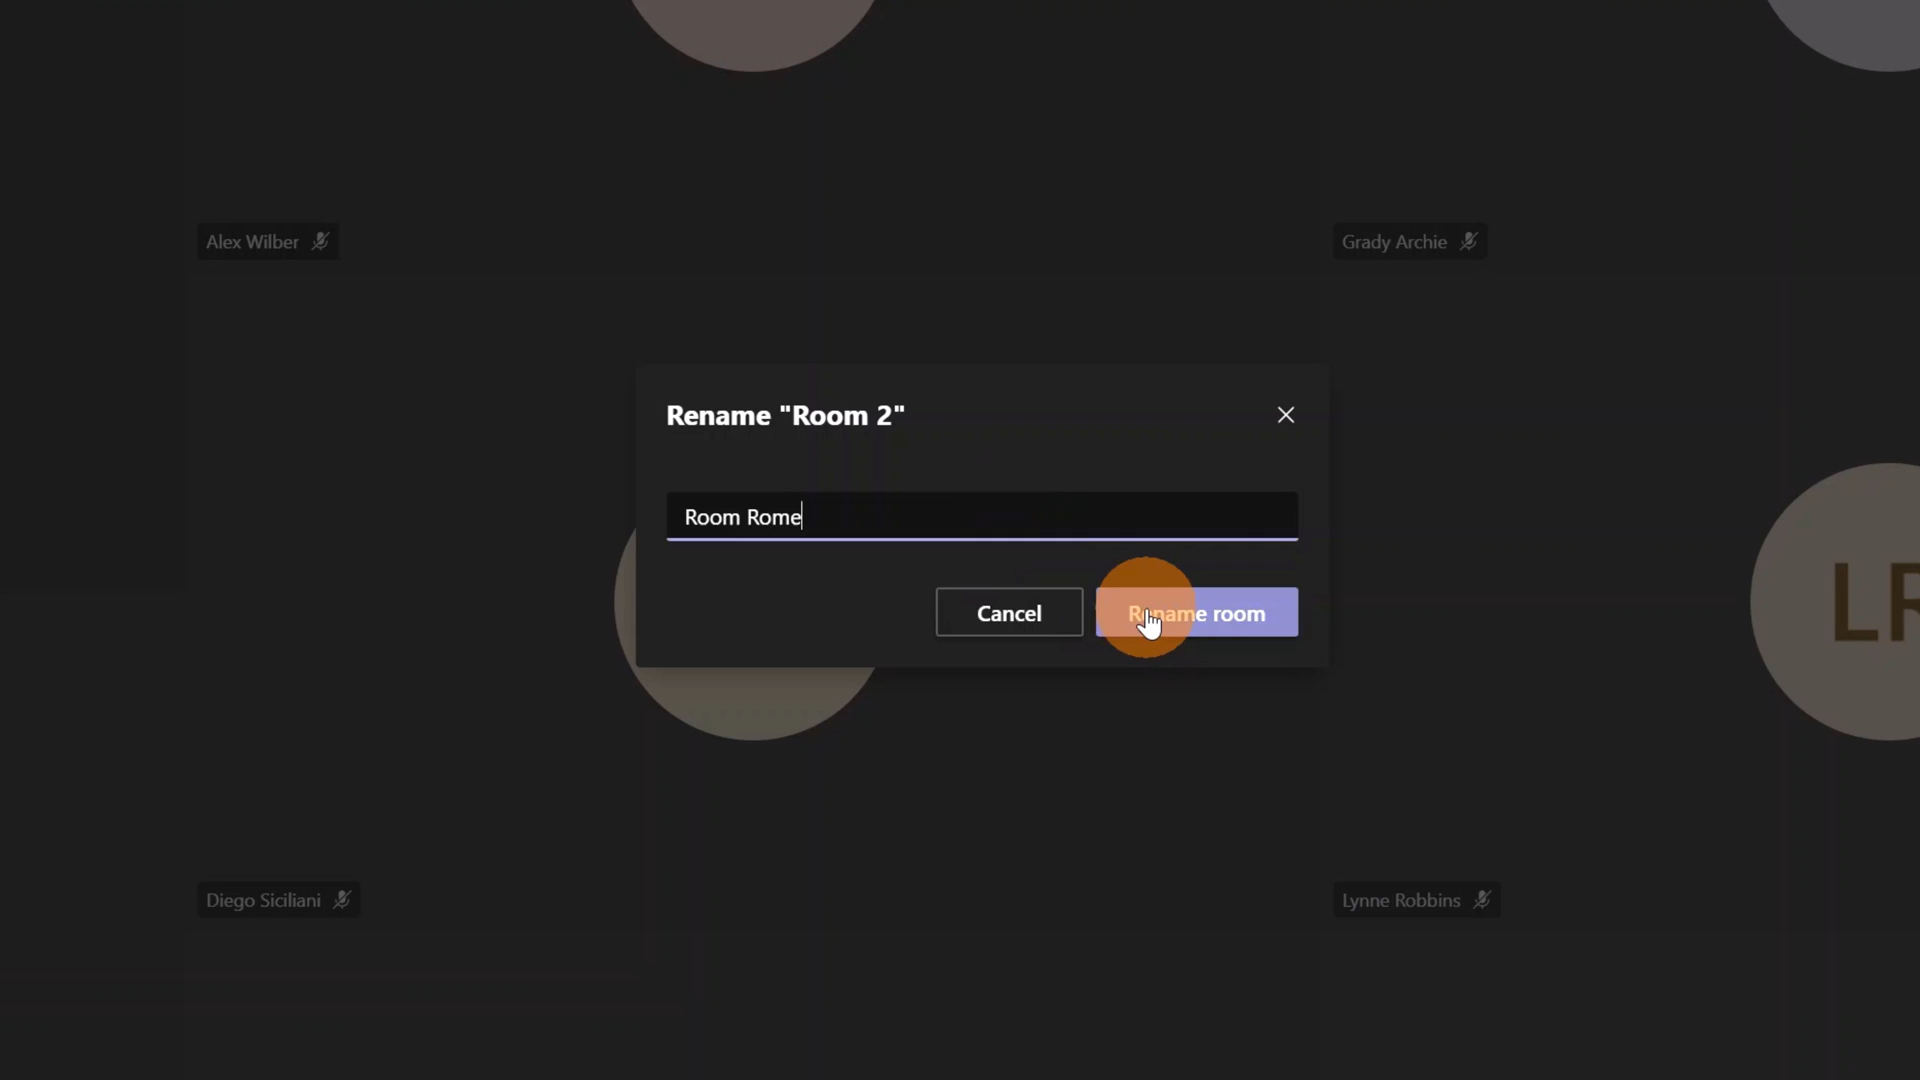 Alex Wilber
Grady Archie
Rename "Room 2"
Room Rome
Cancel
Rename room
LR
Diego Siciliani
Lynne Robbins